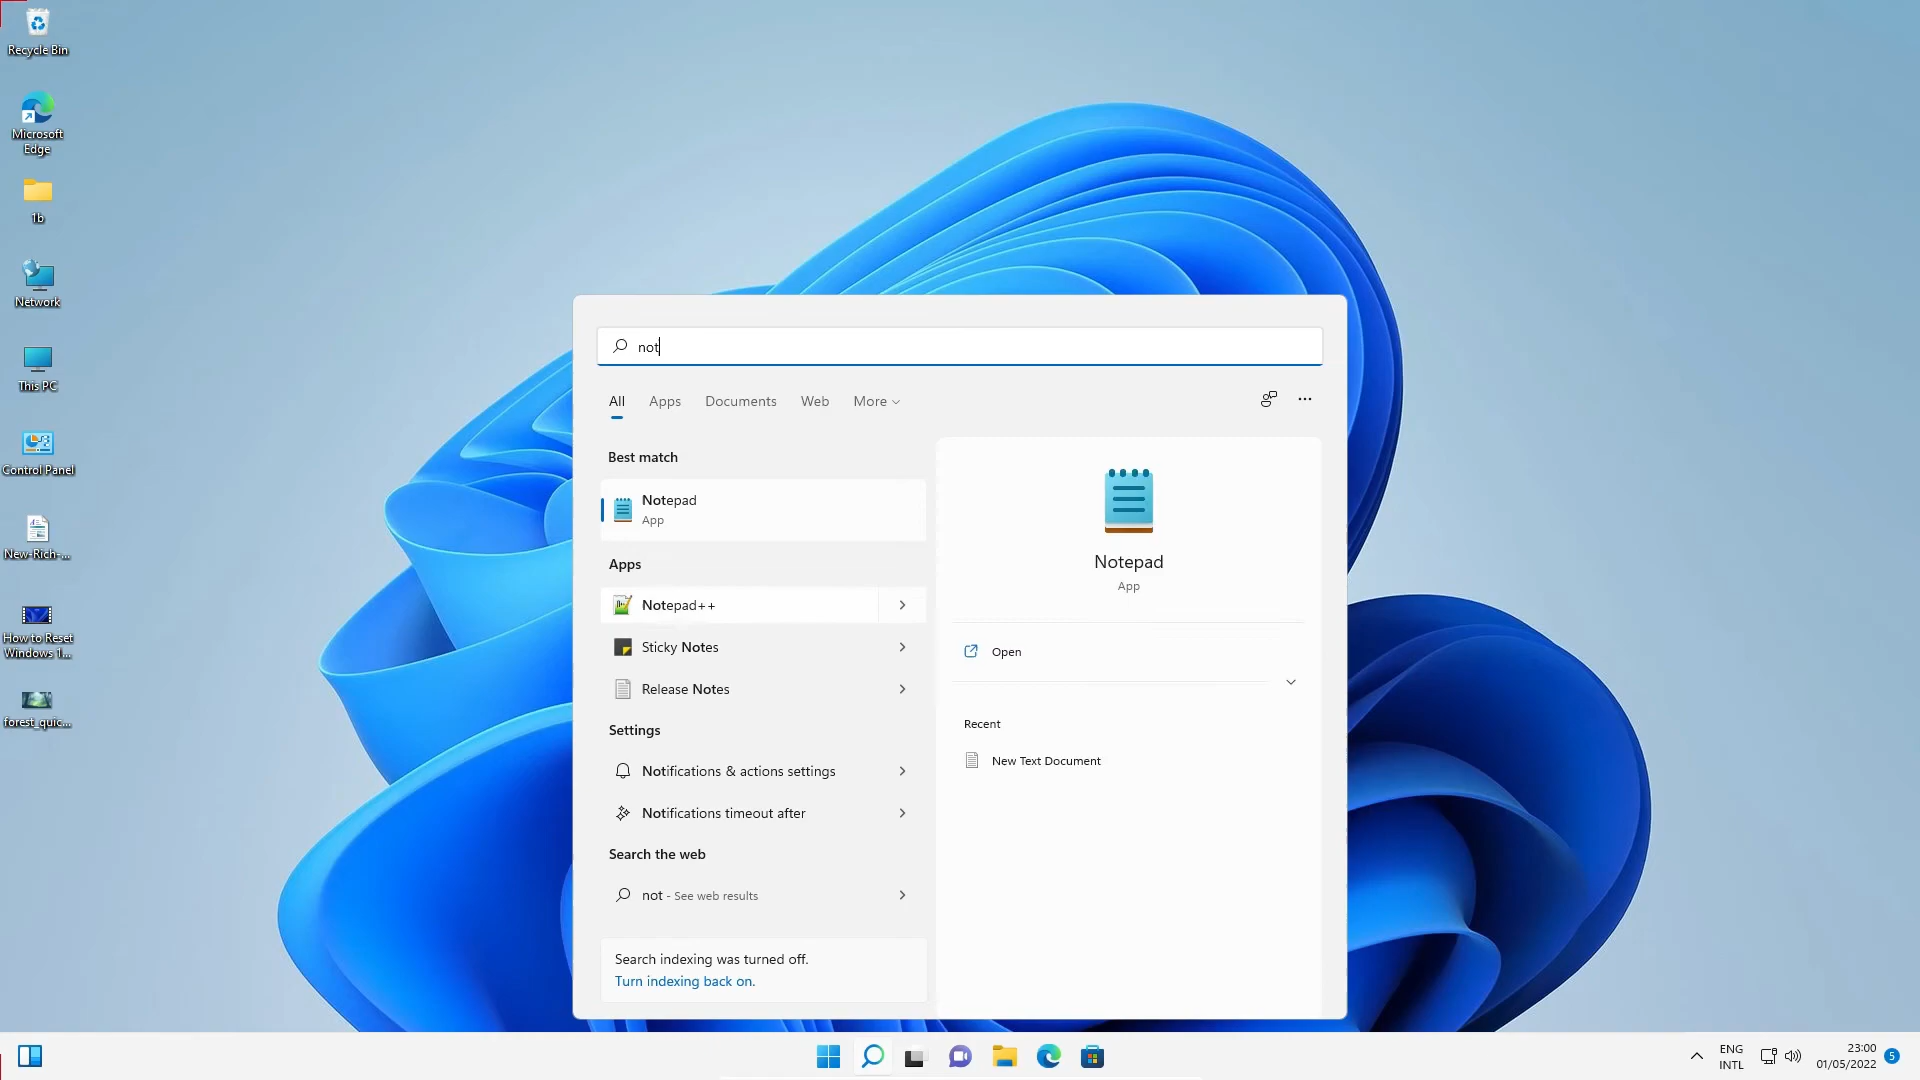 Recycle Bin
Microsoft
Edge
1b
Network
This PC
Control Panel
New-Rich-...
How to Reset
Windows 1...
forest_quic...
not
All
Apps
Documents
Web
More
Best match
Notepad
App
Apps
Notepad++
Sticky Notes
Release Notes
Settings
Notifications & actions settings
Notifications timeout after
Search the web
not - See web results
Search indexing was turned off.
Turn indexing back on.
Notepad
App
Open
Recent
New Text Document
ENG
INTL
23:00
01/05/2022
5